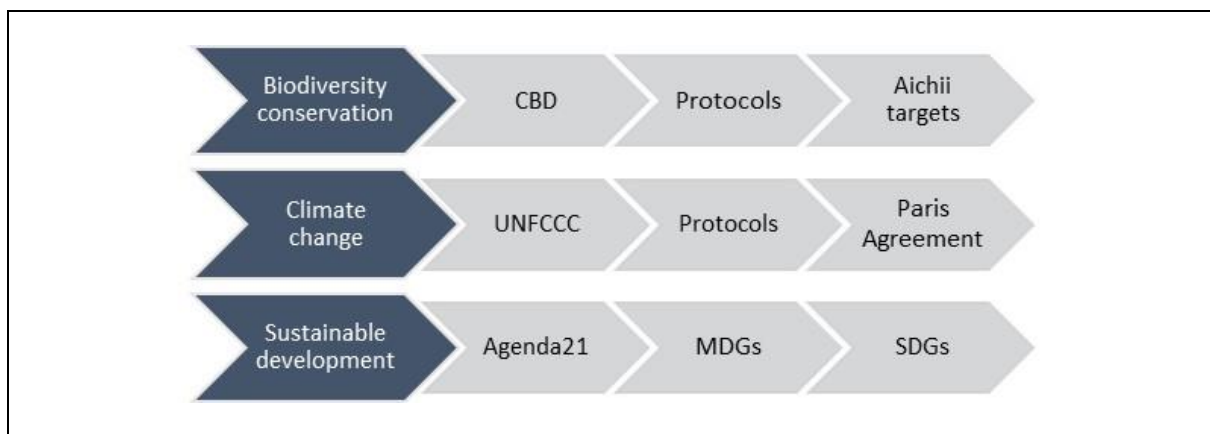 Biodiversity
conservation
CBD
Protocols
Aichii
targets
Climate
change
UNFCCC
Protocols
Paris
Agreement
Sustainable
development
Agenda21
MDGs
SDGs